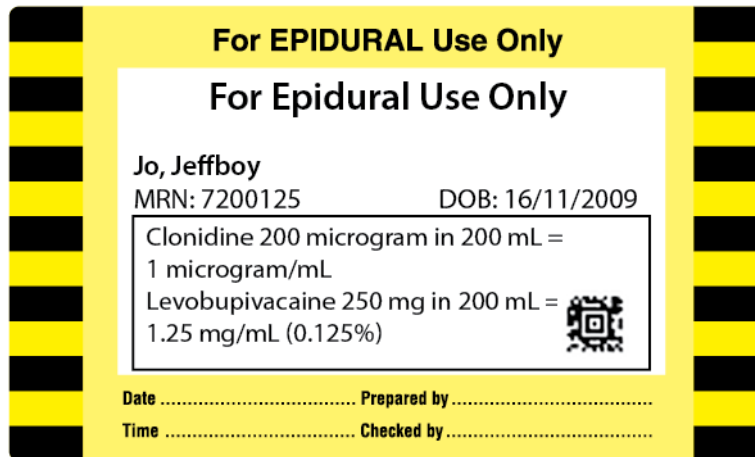 For EPIDURAL Use Only
For Epidural Use Only
Jo, Jeffboy
MRN: 7200125 DOB: 16/11/2009
Clonidine 200 microgram in 200 mL =
1 microgram/mL
Levobupivacaine 250 mg in 200 mL =
1.25 mg/mL (0.125%)
Date .................................... Prepared by .....................................
Time ................................... Checked by ......................................